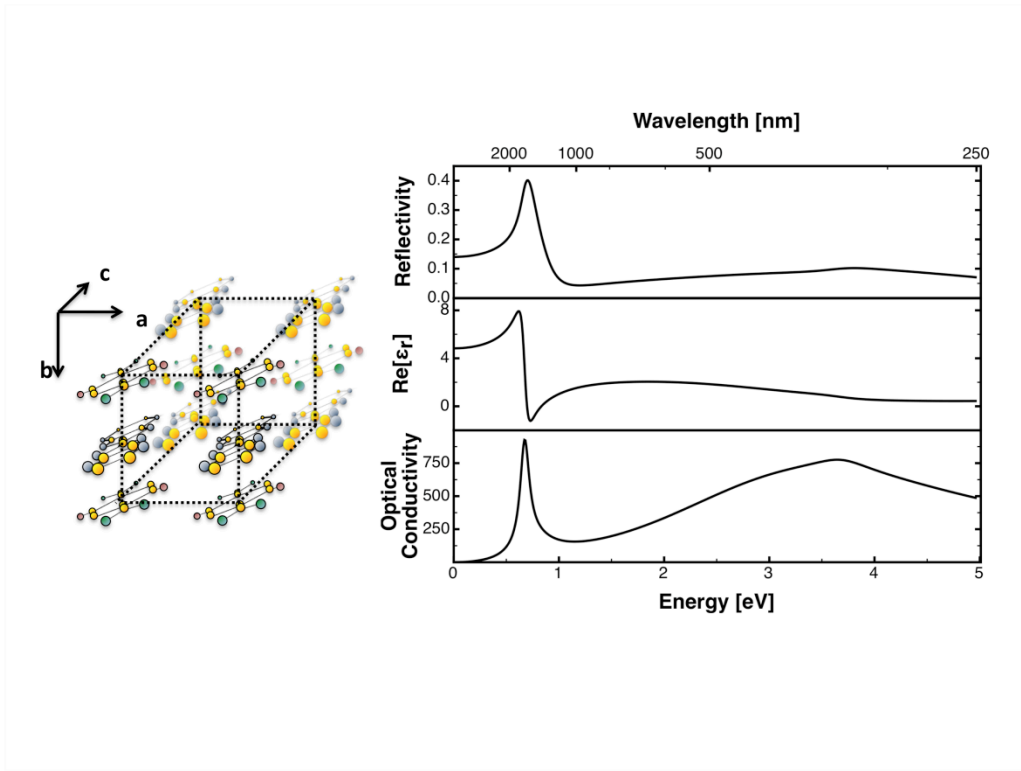 c
a
b
Wavelength [nm]
2000 1000 500 250
Reflectivity
0.4
0.3
0.2
0.1
0.0
Re[εr]
8
4
0
Optical
Conductivity
750
500
250
0 1 2 3 4 5
Energy [eV]